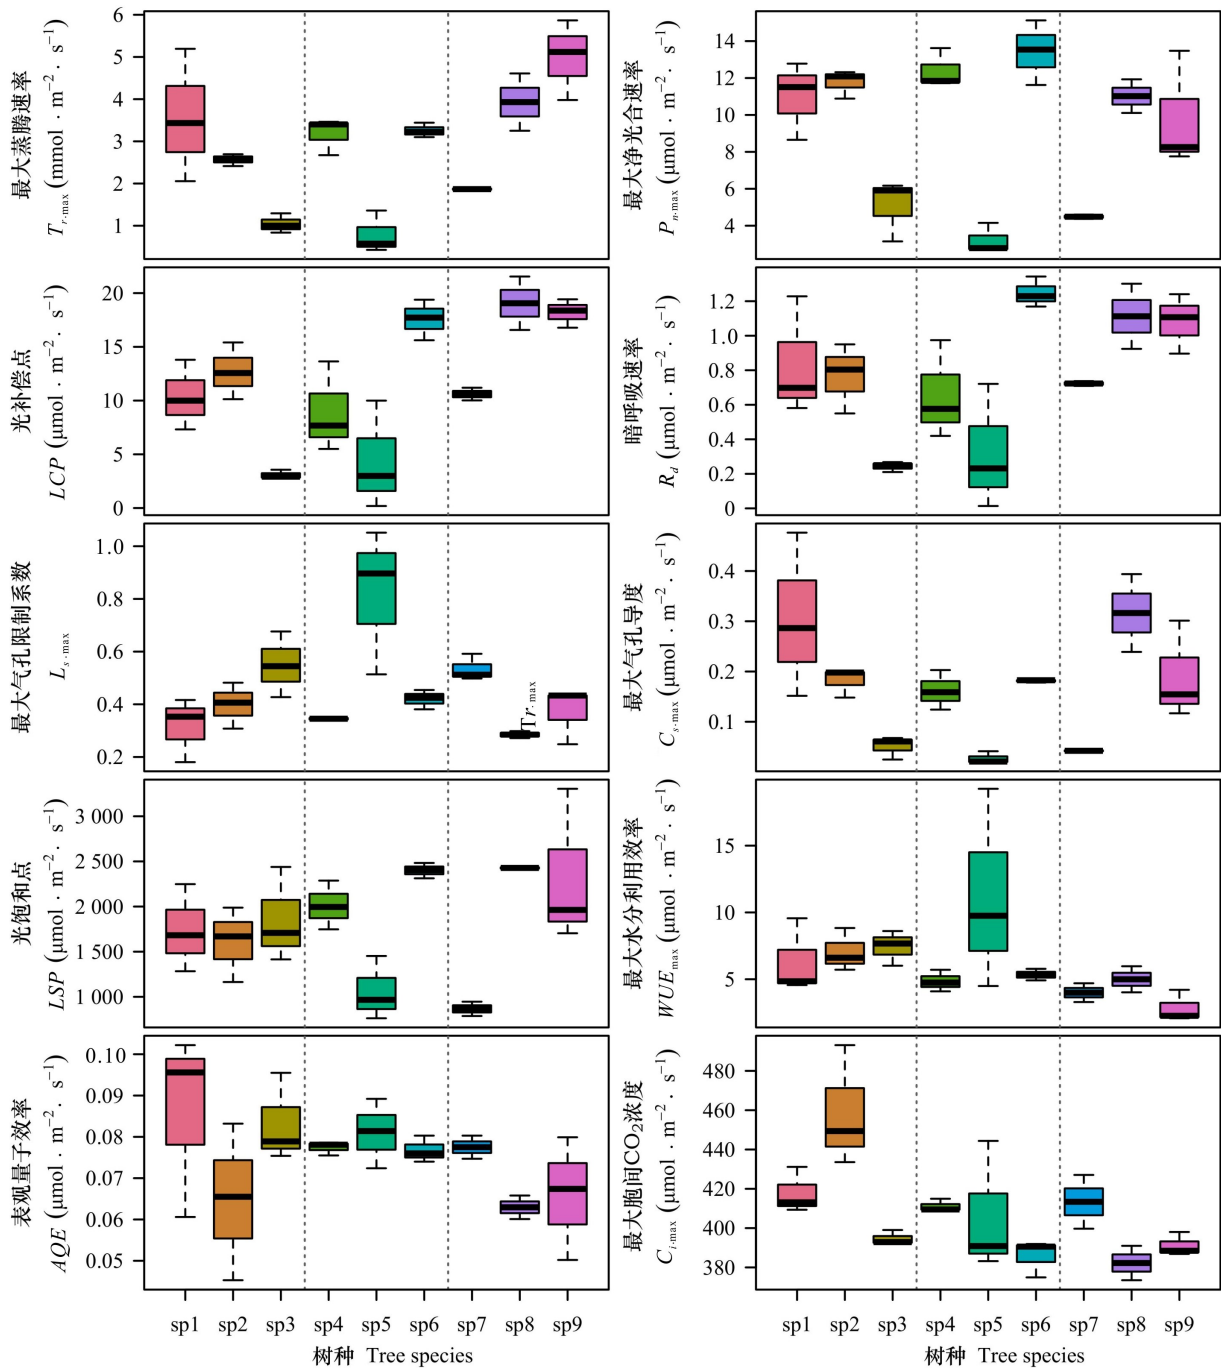 最大蒸腾速率
T r·max (mmol · m−2 · s−1)
6
5
4
3
2
1
最大净光合速率
P n·max (μmol · m−2 · s−1)
14
12
10
8
6
4
光补偿点
LCP (μmol · m−2 · s−1)
20
15
10
5
0
暗呼吸速率
R d (μmol · m−2 · s−1)
1.2
1.0
0.8
0.6
0.4
0.2
0
最大气孔限制系数
L s·max
1.0
0.8
0.6
0.4
0.2
Tr·max
最大气孔导度
C s·max (μmol · m−2 · s−1)
0.4
0.3
0.2
0.1
光饱和点
LSP (μmol · m−2 · s−1)
3 000
2 500
2 000
1 500
1 000
最大水分利用效率
WUE max (μmol · m−2 · s−1)
15
10
5
表观量子效率
AQE (μmol · m−2 · s−1)
0.10
0.09
0.08
0.07
0.06
0.05
最大胞间CO2浓度
C i·max (μmol · m−2 · s−1)
480
460
440
420
400
380
sp1 sp2 sp3 sp4 sp5 sp6 sp7 sp8 sp9
树种 Tree species
sp1 sp2 sp3 sp4 sp5 sp6 sp7 sp8 sp9
树种 Tree species